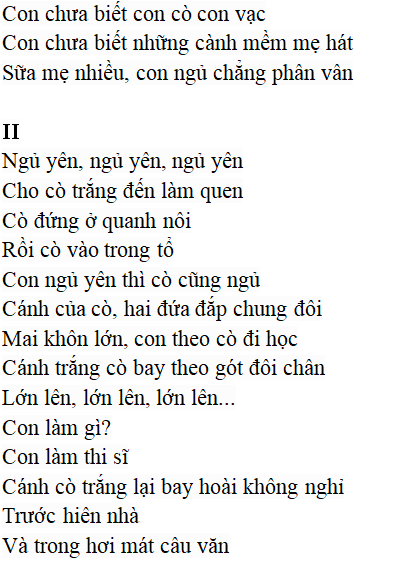 Con chưa biết con cò con vạc
Con chưa biết những cành mềm mẹ hát
Sữa mẹ nhiều, con ngủ chẳng phân vân
II
Ngủ yên, ngủ yên, ngủ yên
Cho cò trắng đến làm quen
Cò đứng ở quanh nôi
Rồi cò vào trong tổ
Con ngủ yên thì cò cũng ngủ
Cánh của cò, hai đứa đắp chung đôi
Mai khôn lớn, con theo cò đi học
Cánh trắng cò bay theo gót đôi chân
Lớn lên, lớn lên, lớn lên...
Con làm gì?
Con làm thi sĩ
Cánh cò trắng lại bay hoài không nghỉ
Trước hiên nhà
Và trong hơi mát câu văn